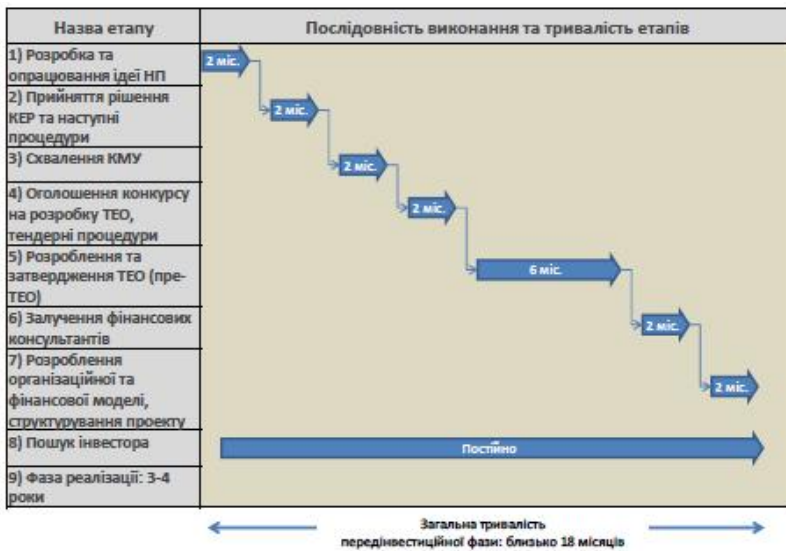 Назва етапу
Послідовність виконання та тривалість етапів
1) Розробка та
опрацювання ідеї НП
2 міс.
2) Прийняття рішення
КЕР та наступні
процедури
2 міс.
3) Схвалення КМУ
2 міс.
4) Оголошення конкурсу
на розробку ТЕО,
тендерні процедури
2 міс.
5) Розроблення та
затвердження ТЕО (пре-
ТЕО)
6 міс.
6) Залучення фінансових
консультантів
2 міс.
7) Розроблення
організаційної та
фінансової моделі,
структурування проекту
2 міс.
8) Пошук інвестора
Постійно
9) Фаза реалізації: 3-4
роки
Загальна тривалість
передінвестиційної фази: близько 18 місяців